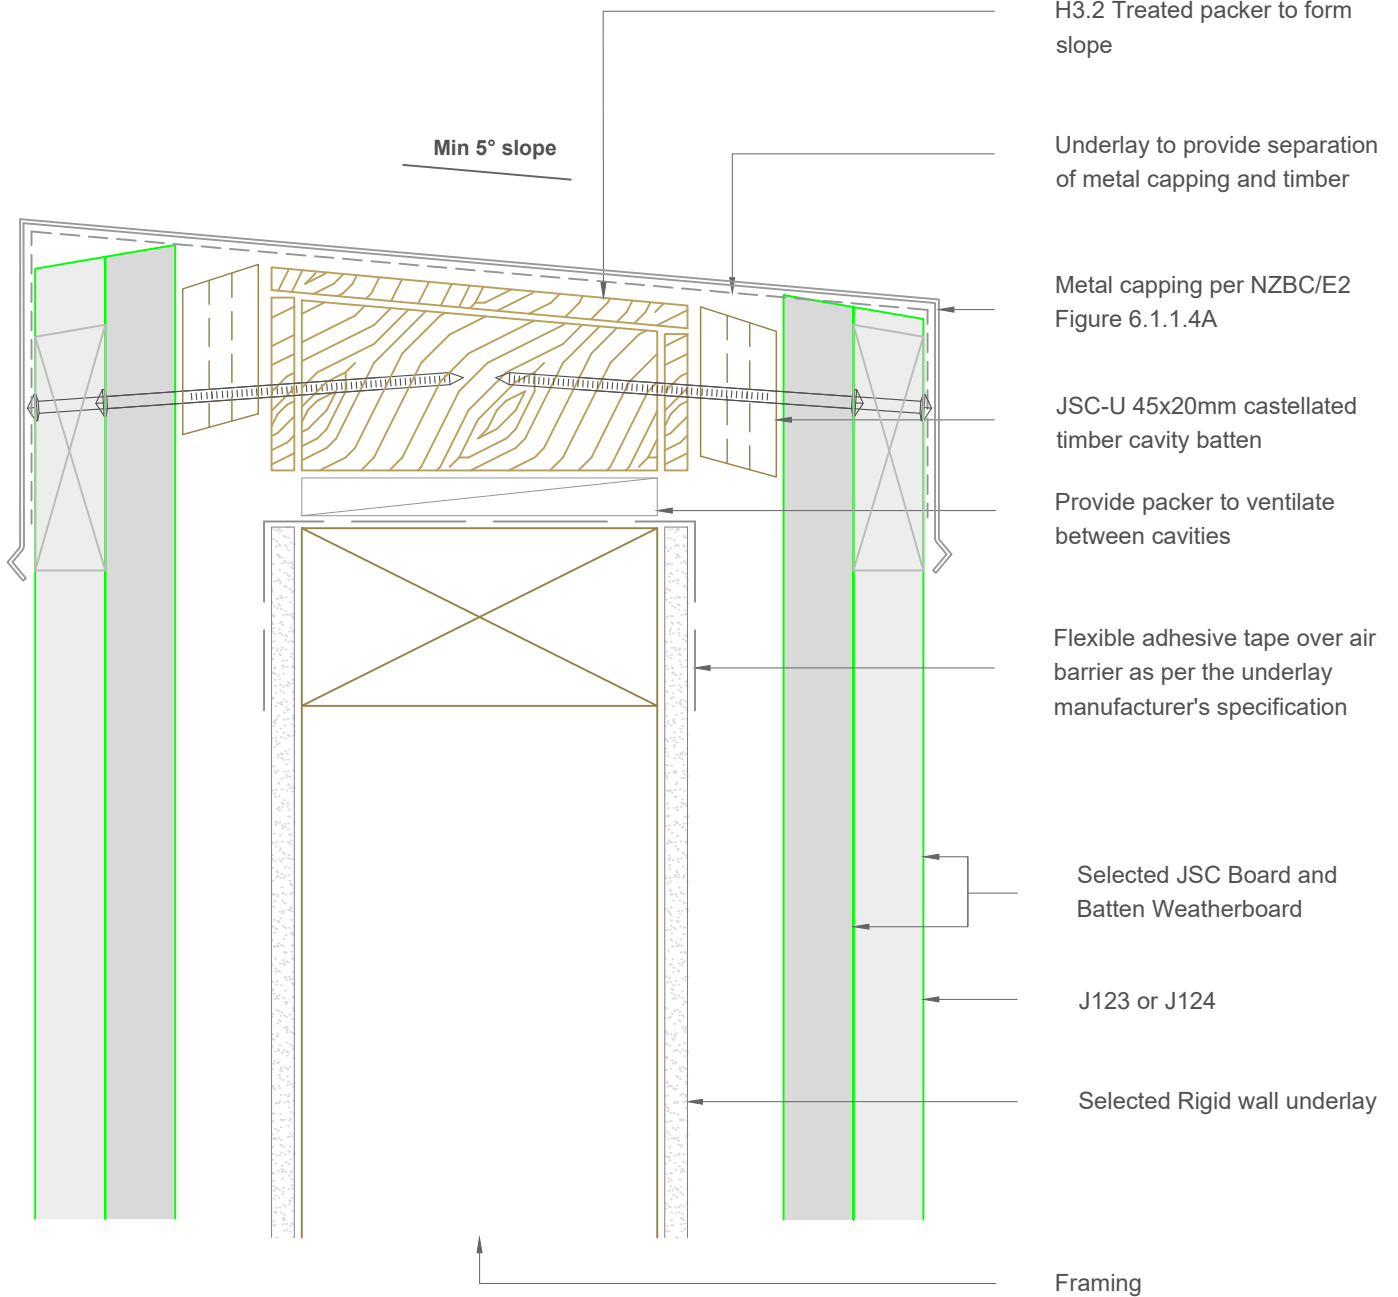 H3.2 Treated packer to form
slope
Min 5° slope
Underlay to provide separation
of metal capping and timber
Metal capping per NZBC/E2
Figure 6.1.1.4A
JSC-U 45x20mm castellated
timber cavity batten
Provide packer to ventilate
between cavities
Flexible adhesive tape over air
barrier as per the underlay
manufacturer's specification
Selected JSC Board and
Batten Weatherboard
J123 or J124
Selected Rigid wall underlay
Framing